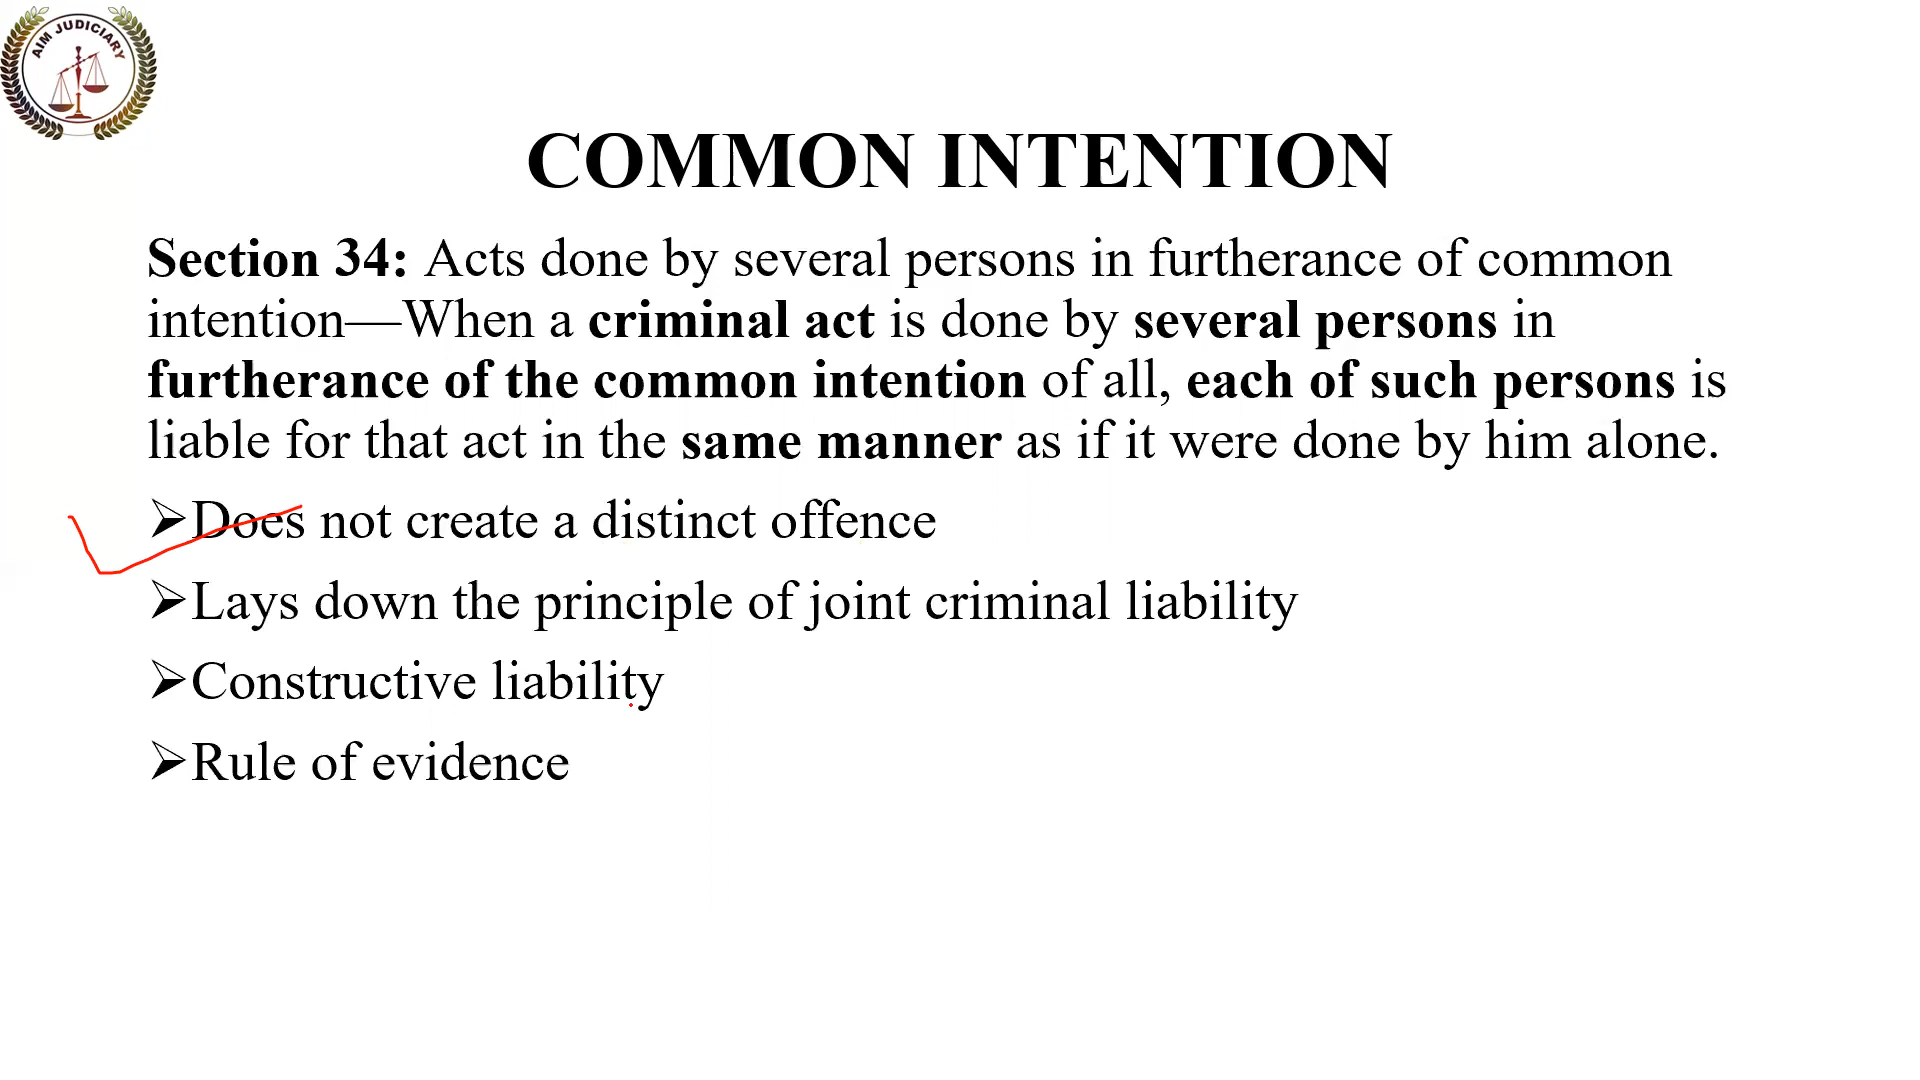 AIM JUDICIARY
COMMON INTENTION
Section 34: Acts done by several persons in furtherance of common
intention—When a criminal act is done by several persons in
furtherance of the common intention of all, each of such persons is
liable for that act in the same manner as if it were done by him alone.
➢Does not create a distinct offence
➢Lays down the principle of joint criminal liability
➢Constructive liability
➢Rule of evidence